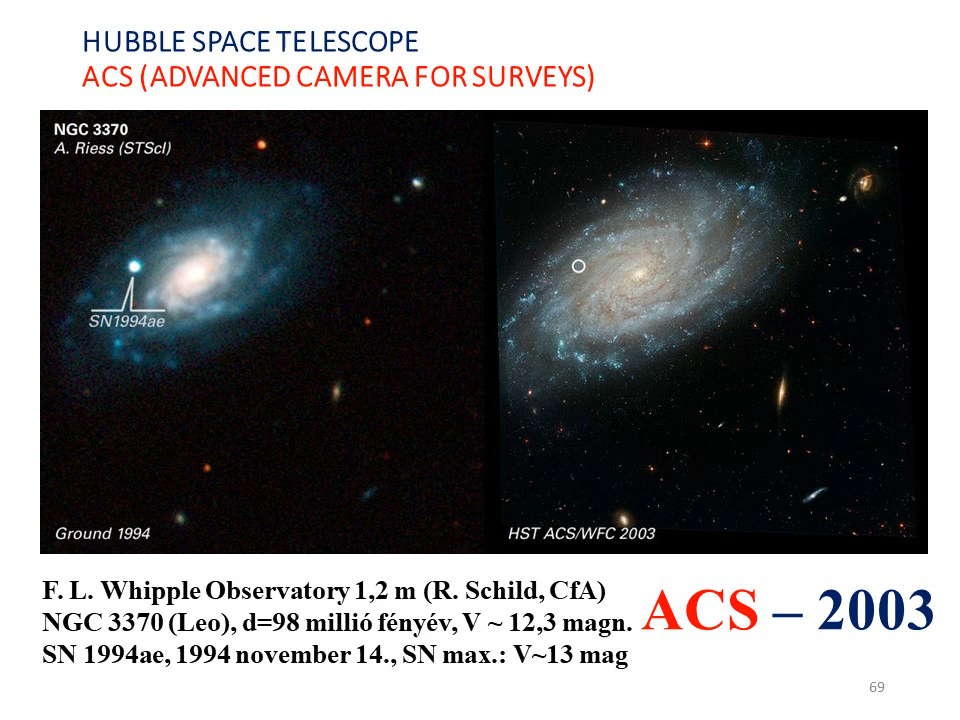 HUBBLE SPACE TELESCOPE
ACS (ADVANCED CAMERA FOR SURVEYS)
NGC 3370
A. Riess (STScI)
SN1994ae
Ground 1994
HST ACS/WFC 2003
F. L. Whipple Observatory 1,2 m (R. Schild, CfA)
NGC 3370 (Leo), d=98 millió fényév, V ~ 12,3 magn.
SN 1994ae, 1994 november 14., SN max.: V~13 mag
ACS – 2003
69